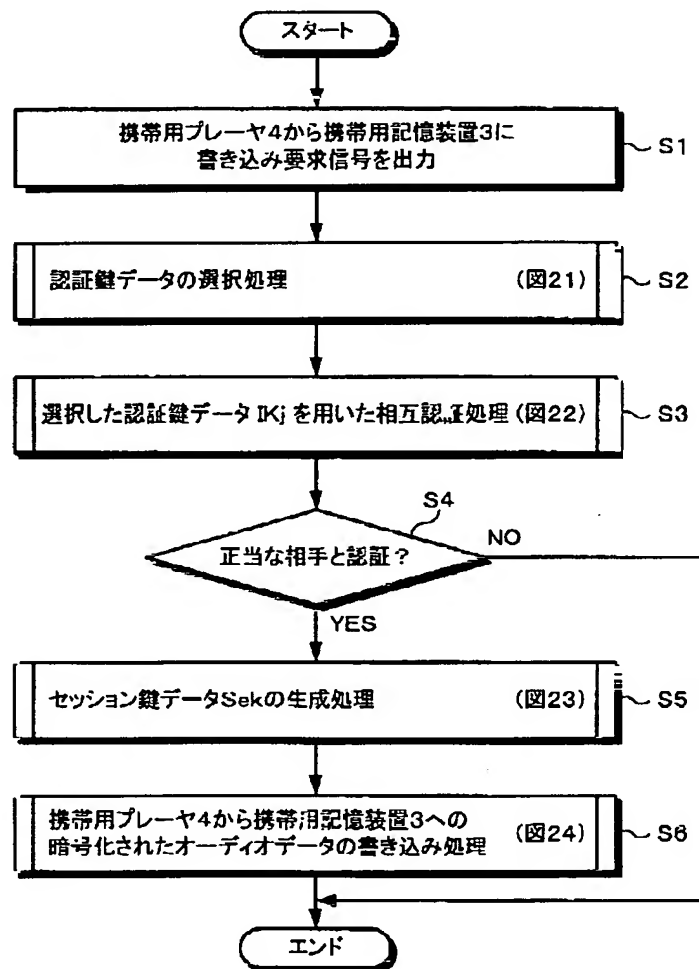 スタート
携帯用プレーヤ4から携帯用記憶装置3に
書き込み要求信号を出力
S1
認証鍵データの選択処理 (図21)
S2
選択した認証鍵データ IKj を用いた相互認証処理 (図22)
S3
S4
正当な相手と認証？
NO
YES
セッション鍵データSekの生成処理 (図23)
S5
携帯用プレーヤ4から携帯用記憶装置3への
暗号化されたオーディオデータの書き込み処理
(図24)
S6
エンド